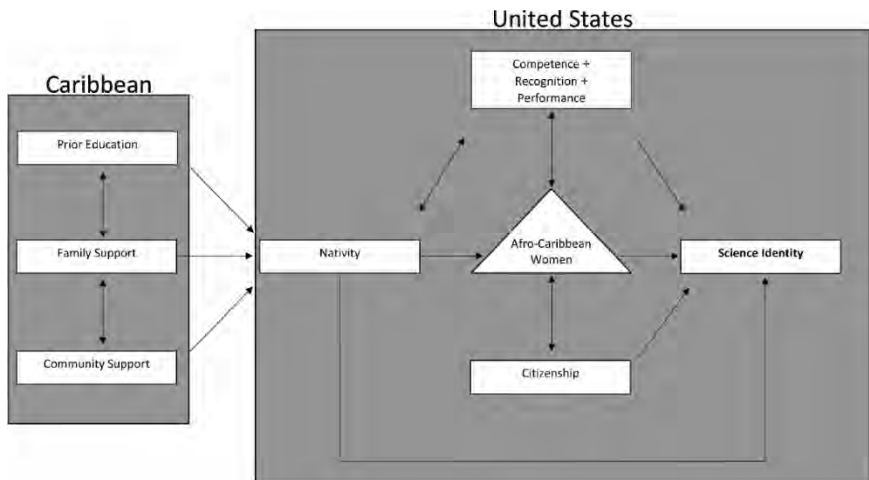 United States
Caribbean
Competence +
Recognition +
Performance
Prior Education
Family Support
Nativity
Afro-Caribbean
Women
Science Identity
Community Support
Citizenship